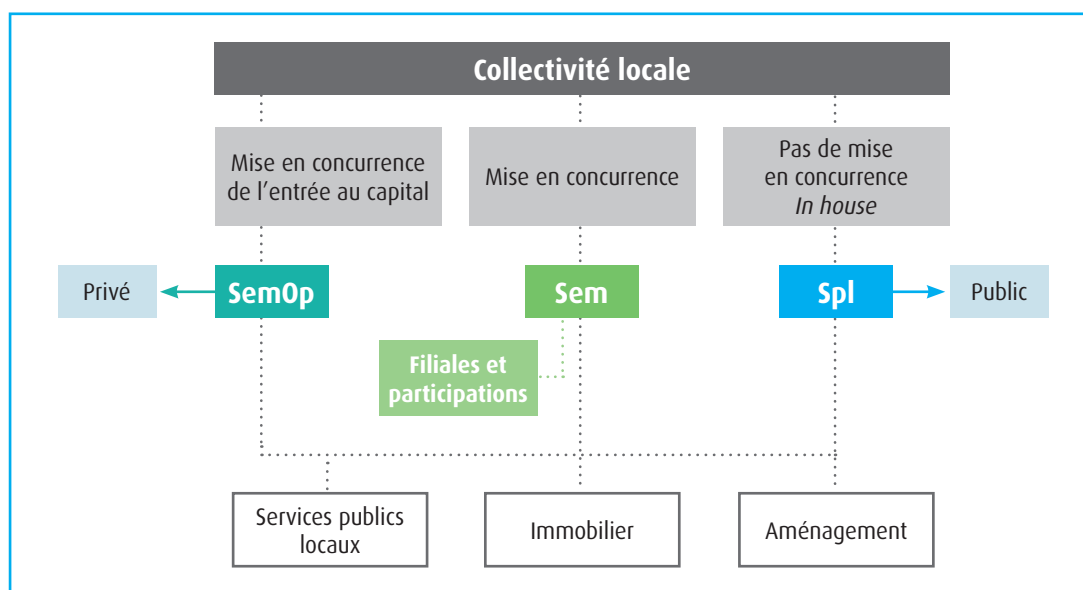 Collectivité locale
Mise en concurrence
de l’entrée au capital
Mise en concurrence
Pas de mise
en concurrence
In house
Privé
SemOp
Sem
Spl
Public
Filiales et
participations
Services publics
locaux
Immobilier
Aménagement